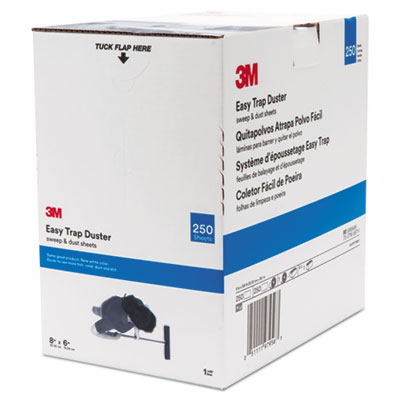 TUCK FLAP HERE
3M
Easy Trap Duster
sweep & dust sheets
250
Sheets
8" x 6"
1
250
3M
Easy Trap Duster
sweep & dust sheets
Quitapolvos Atrapa Polvo Fácil
láminas para barrer y quitar el polvo
Système d'époussetage Easy Trap
feuilles de balayage et d'époussetage
Coletor Fácil de Poeira
folhas de limpeza e poeira